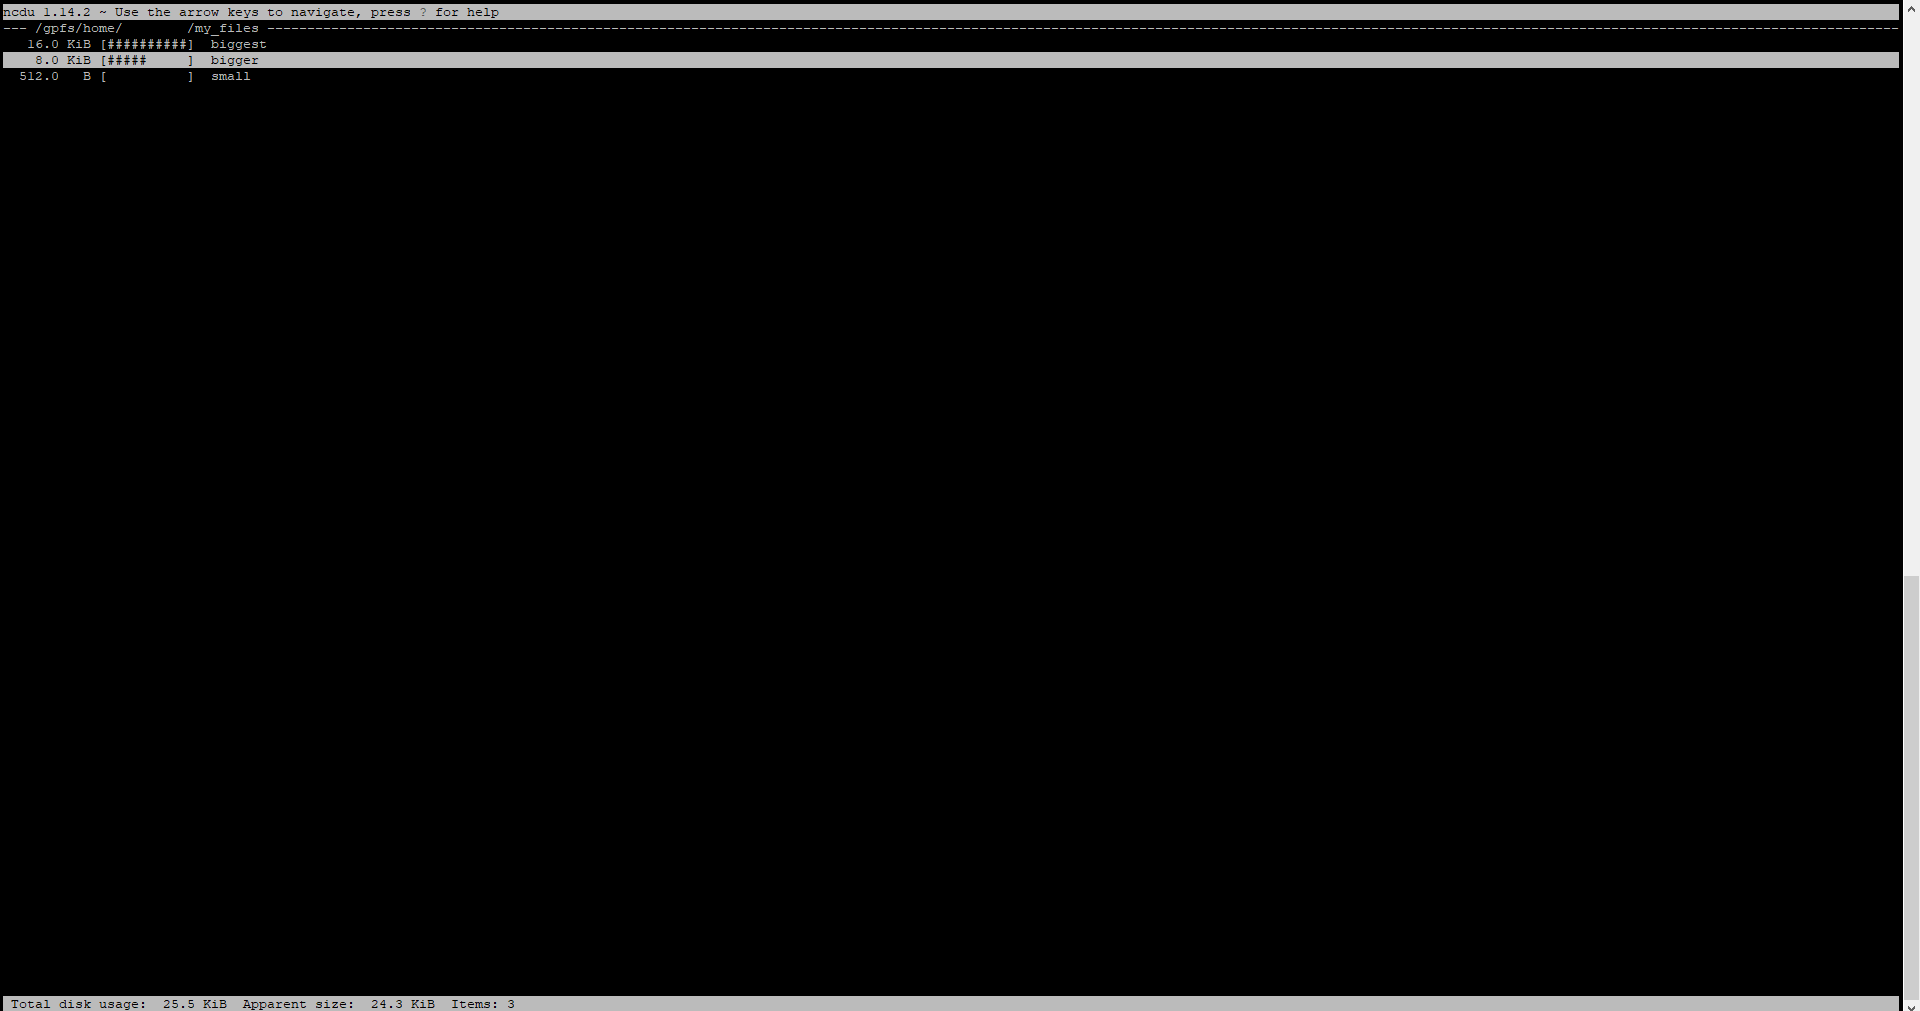 ncdu 1.14.2 ~ Use the arrow keys to navigate, press ? for help
--- /gpfs/home/        /my_files ---------------------------------------------------------------------------------------------------------------------------------------------------------------------------------------------------------------
   16.0 KiB [##########]  biggest
    8.0 KiB [#####     ]  bigger
  512.0   B [          ]  small
 Total disk usage:  25.5 KiB  Apparent size:  24.3 KiB  Items: 3